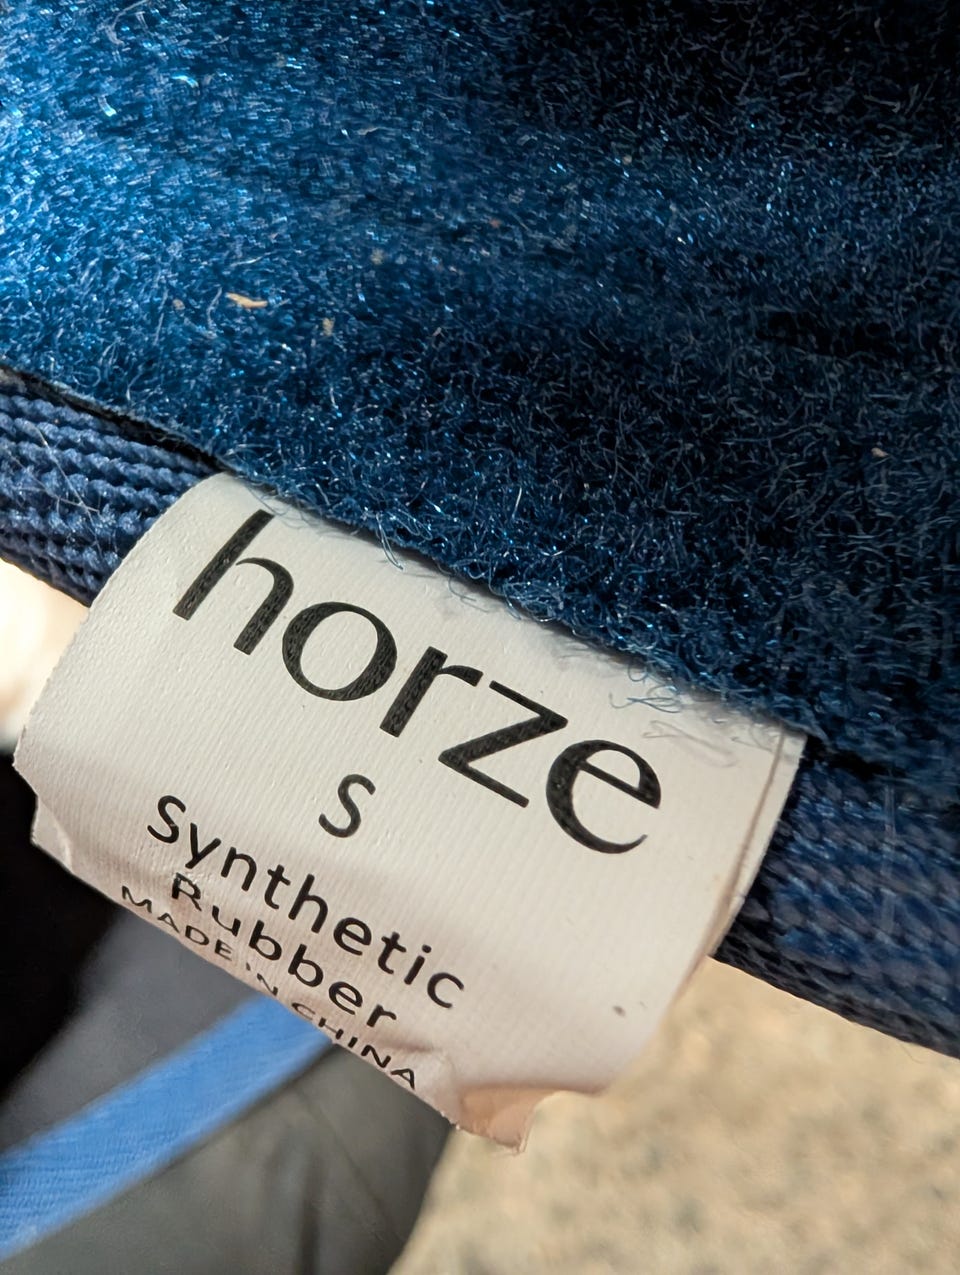 horze
S
Synthetic
Rubber
MADE IN CHINA